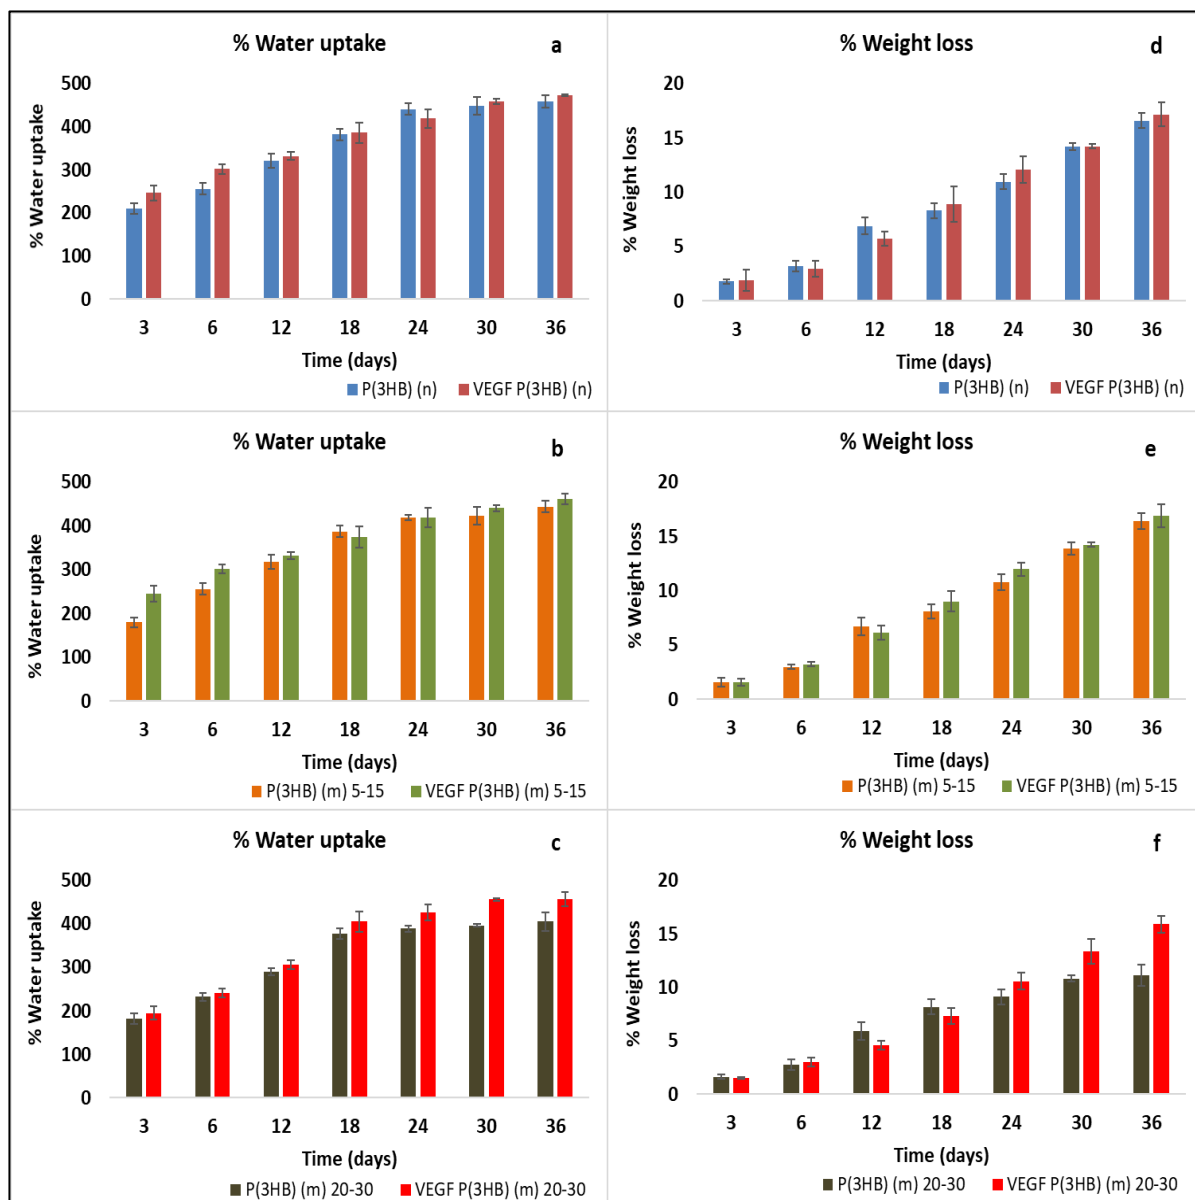 % Water uptake
a
% Water uptake
500
400
300
200
100
0
3 6 12 18 24 30 36
Time (days)
P(3HB) (n) VEGF P(3HB) (n)
% Weight loss
d
% Weight loss
20
15
10
5
0
3 6 12 18 24 30 36
Time (days)
P(3HB) (n) VEGF P(3HB) (n)
% Water uptake
b
% Water uptake
500
400
300
200
100
0
3 6 12 18 24 30 36
Time (days)
P(3HB) (m) 5-15 VEGF P(3HB) (m) 5-15
% Weight loss
e
% Weight loss
20
15
10
5
0
3 6 12 18 24 30 36
Time (days)
P(3HB) (m) 5-15 VEGF P(3HB) (m) 5-15
% Water uptake
c
% Water uptake
500
400
300
200
100
0
3 6 12 18 24 30 36
Time (days)
P(3HB) (m) 20-30 VEGF P(3HB) (m) 20-30
% Weight loss
f
% Weight loss
20
15
10
5
0
3 6 12 18 24 30 36
Time (days)
P(3HB) (m) 20-30 VEGF P(3HB) (m) 20-30